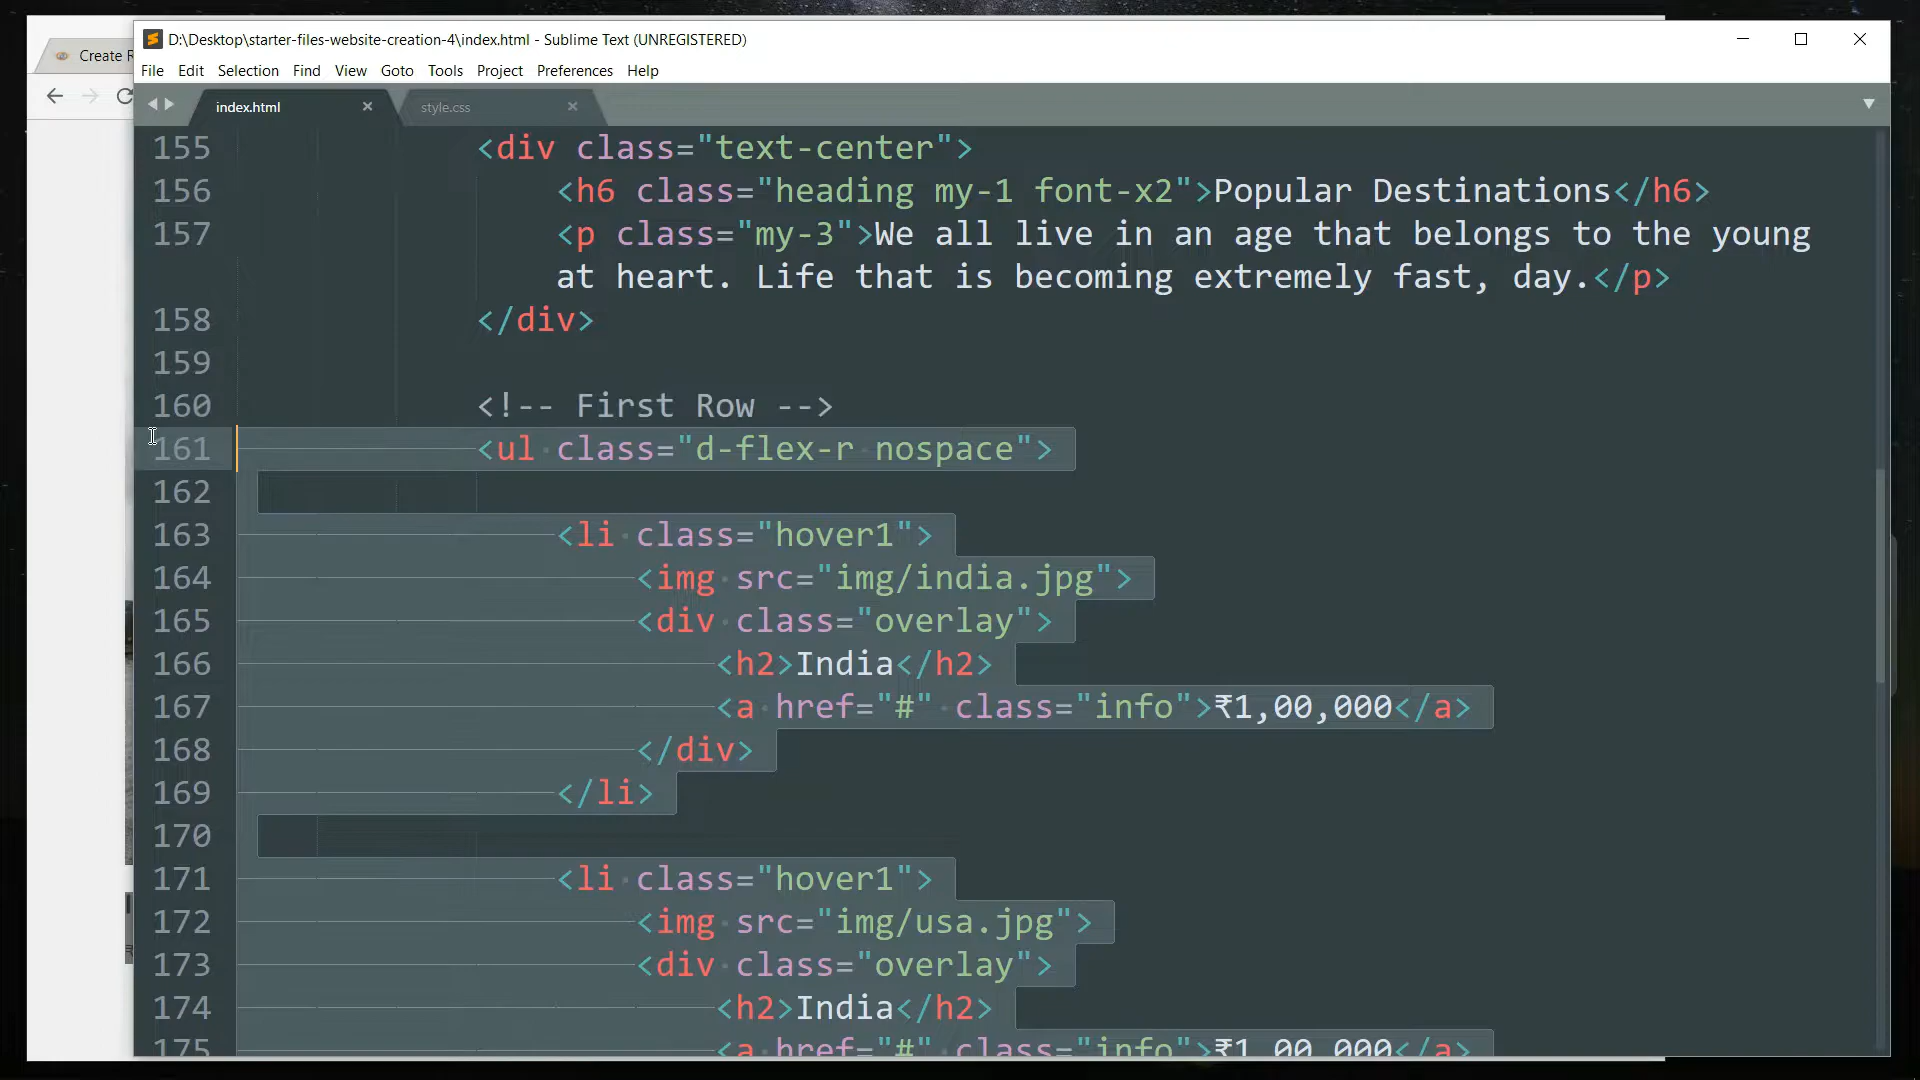 D:\Desktop\starter-files-website-creation-4\index.html - Sublime Text (UNREGISTERED)
Create
File Edit Selection Find View Goto Tools Project Preferences Help
index.html style.css
155 <div class="text-center">
156 <h6 class="heading my-1 font-x2">Popular Destinations</h6>
157 <p class="my-3">We all live in an age that belongs to the young
at heart. Life that is becoming extremely fast, day.</p>
158 </div>
159
160 <!-- First Row -->
161 <ul class="d-flex-r nospace">
162
163 <li class="hover1">
164 <img src="img/india.jpg">
165 <div class="overlay">
166 <h2>India</h2>
167 <a href="#" class="info">₹1,00,000</a>
168 </div>
169 </li>
170
171 <li class="hover1">
172 <img src="img/usa.jpg">
173 <div class="overlay">
174 <h2>India</h2>
175 <a href="#" class="info">₹1,00,000</a>